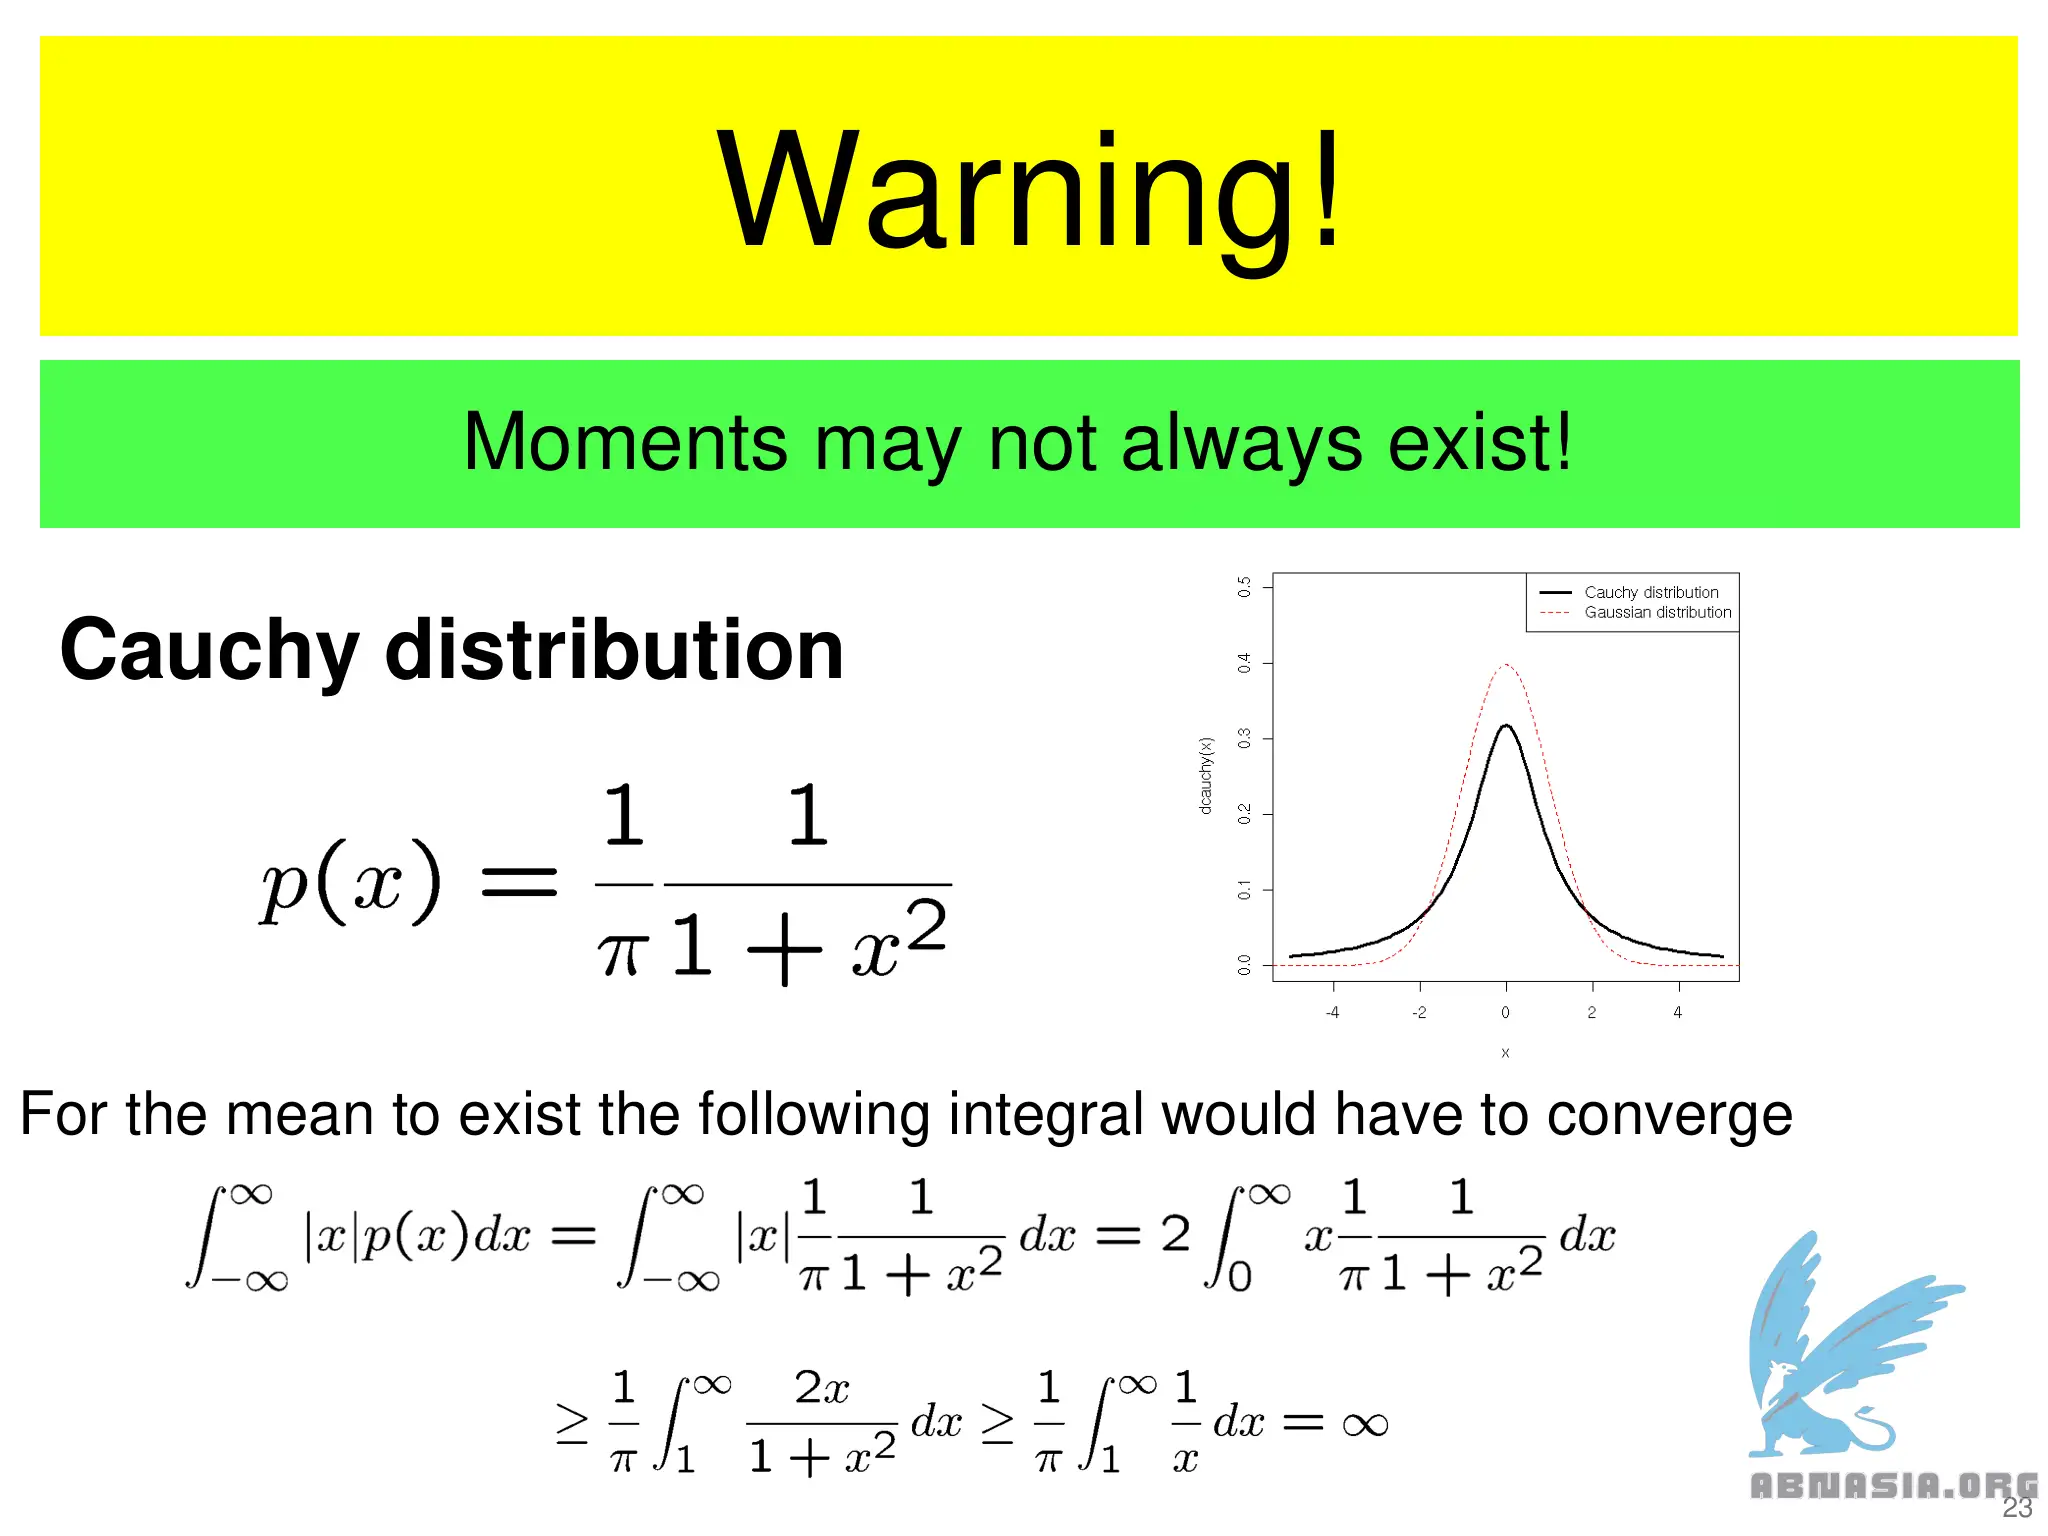 Warning!
Moments may not always exist!
Cauchy distribution
p(x) = \frac{1}{\pi} \frac{1}{1 + x^2}
Cauchy distribution
Gaussian distribution
dcauchy(x)
0.5
0.4
0.3
0.2
0.1
0.0
-4 -2 0 2 4
x
For the mean to exist the following integral would have to converge
\int_{-\infty}^{\infty} |x|p(x)dx = \int_{-\infty}^{\infty} |x| \frac{1}{\pi} \frac{1}{1 + x^2} dx = 2 \int_{0}^{\infty} x \frac{1}{\pi} \frac{1}{1 + x^2} dx
\geq \frac{1}{\pi} \int_{1}^{\infty} \frac{2x}{1 + x^2} dx \geq \frac{1}{\pi} \int_{1}^{\infty} \frac{1}{x} dx = \infty
ABNASIA.ORG
23